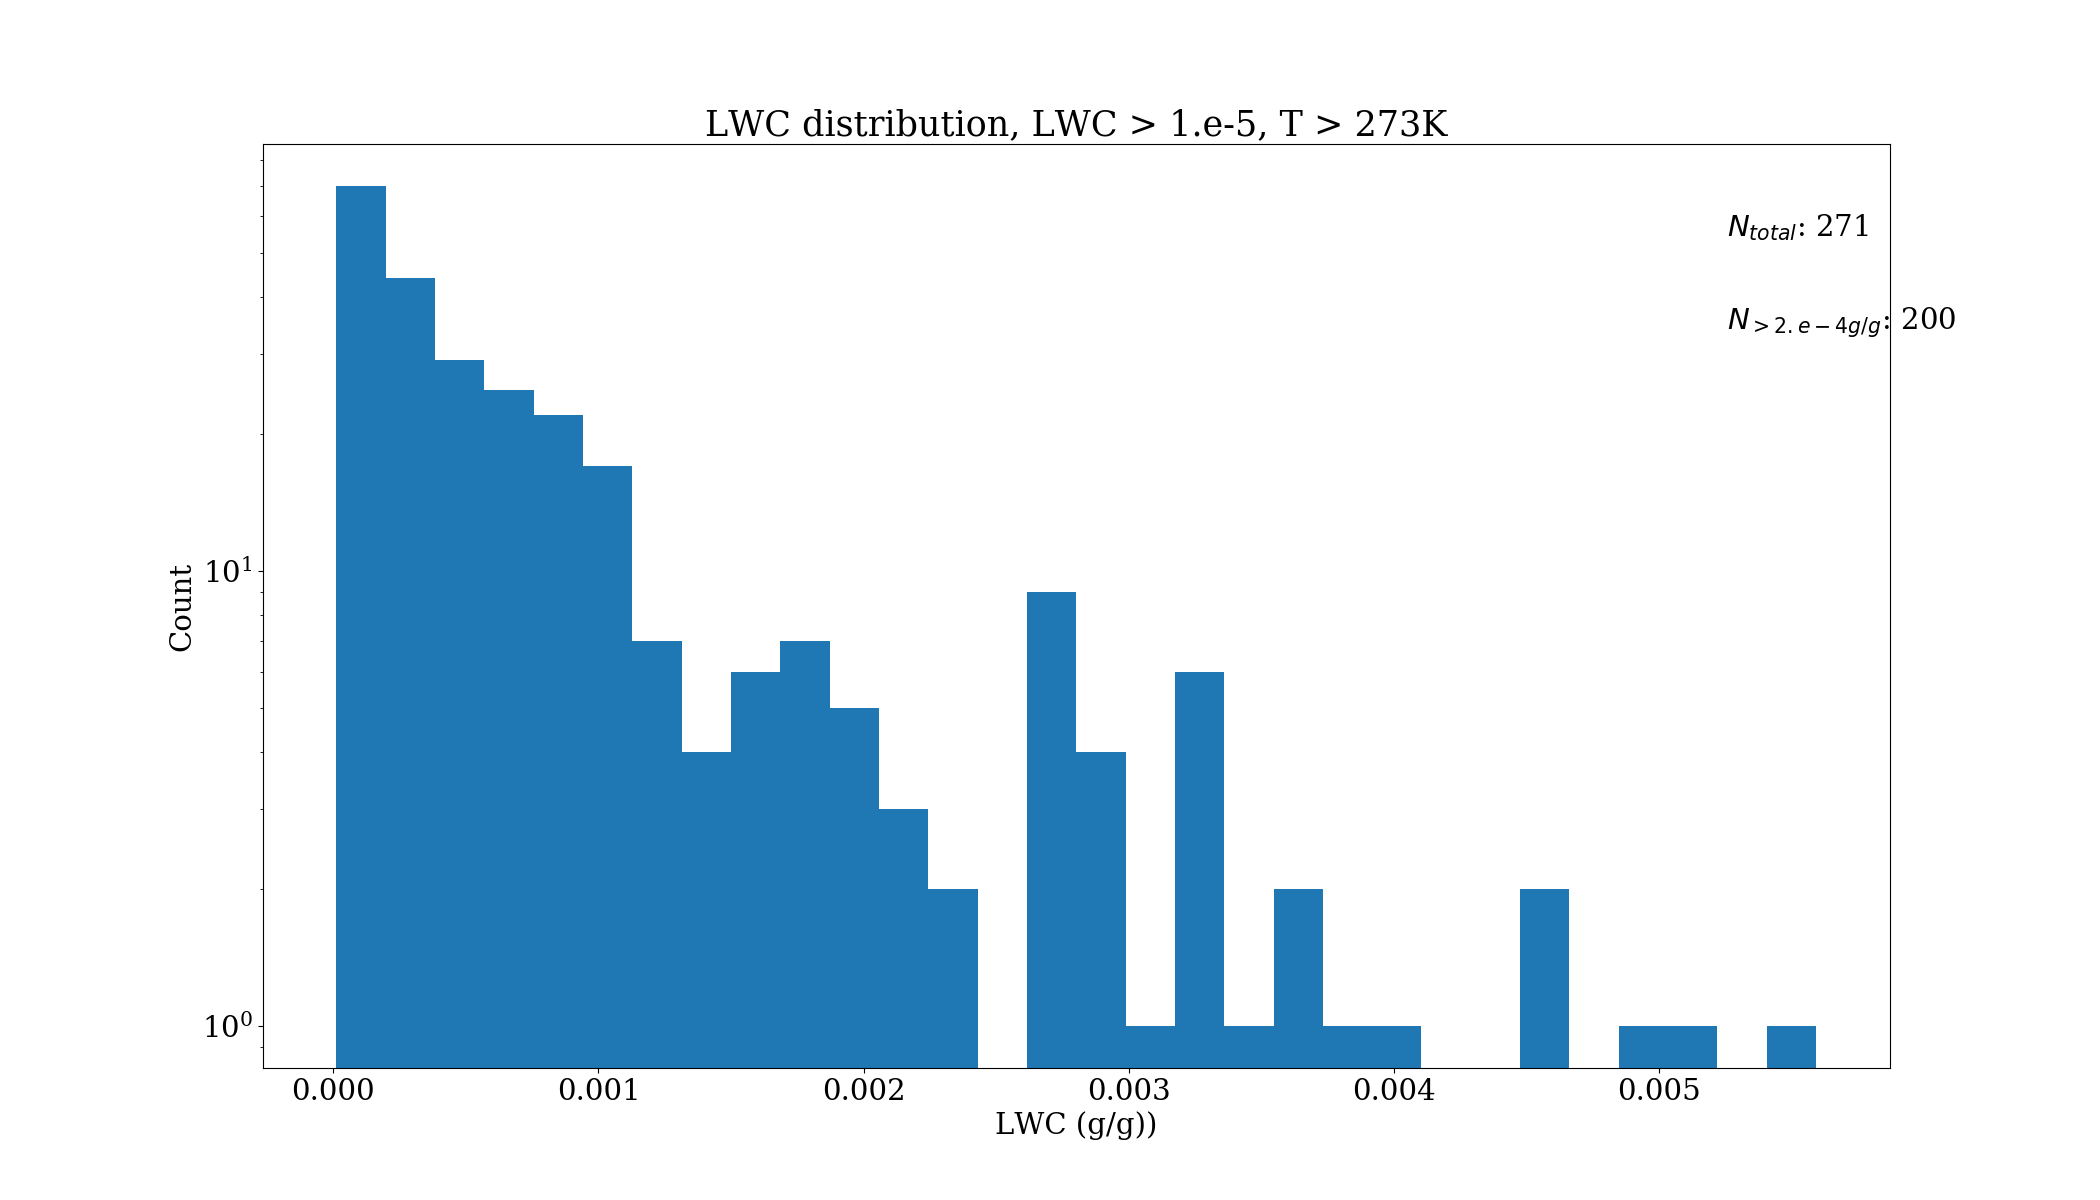 LWC distribution, LWC > 1.e-5, T > 273K
N_total: 271
N_>2.e−4g/g: 200
Count
10^1
10^0
0.000 0.001 0.002 0.003 0.004 0.005
LWC (g/g))